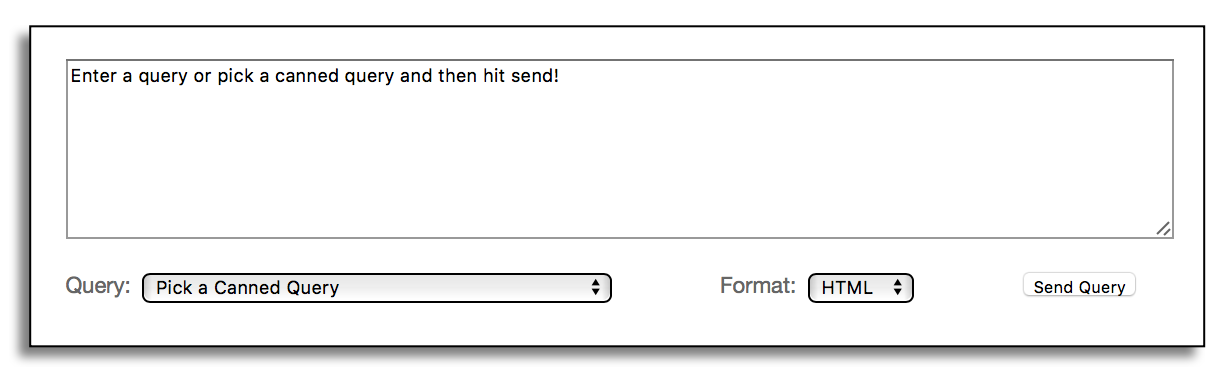 Enter a query or pick a canned query and then hit send!
Query: Pick a Canned Query Format: HTML Send Query